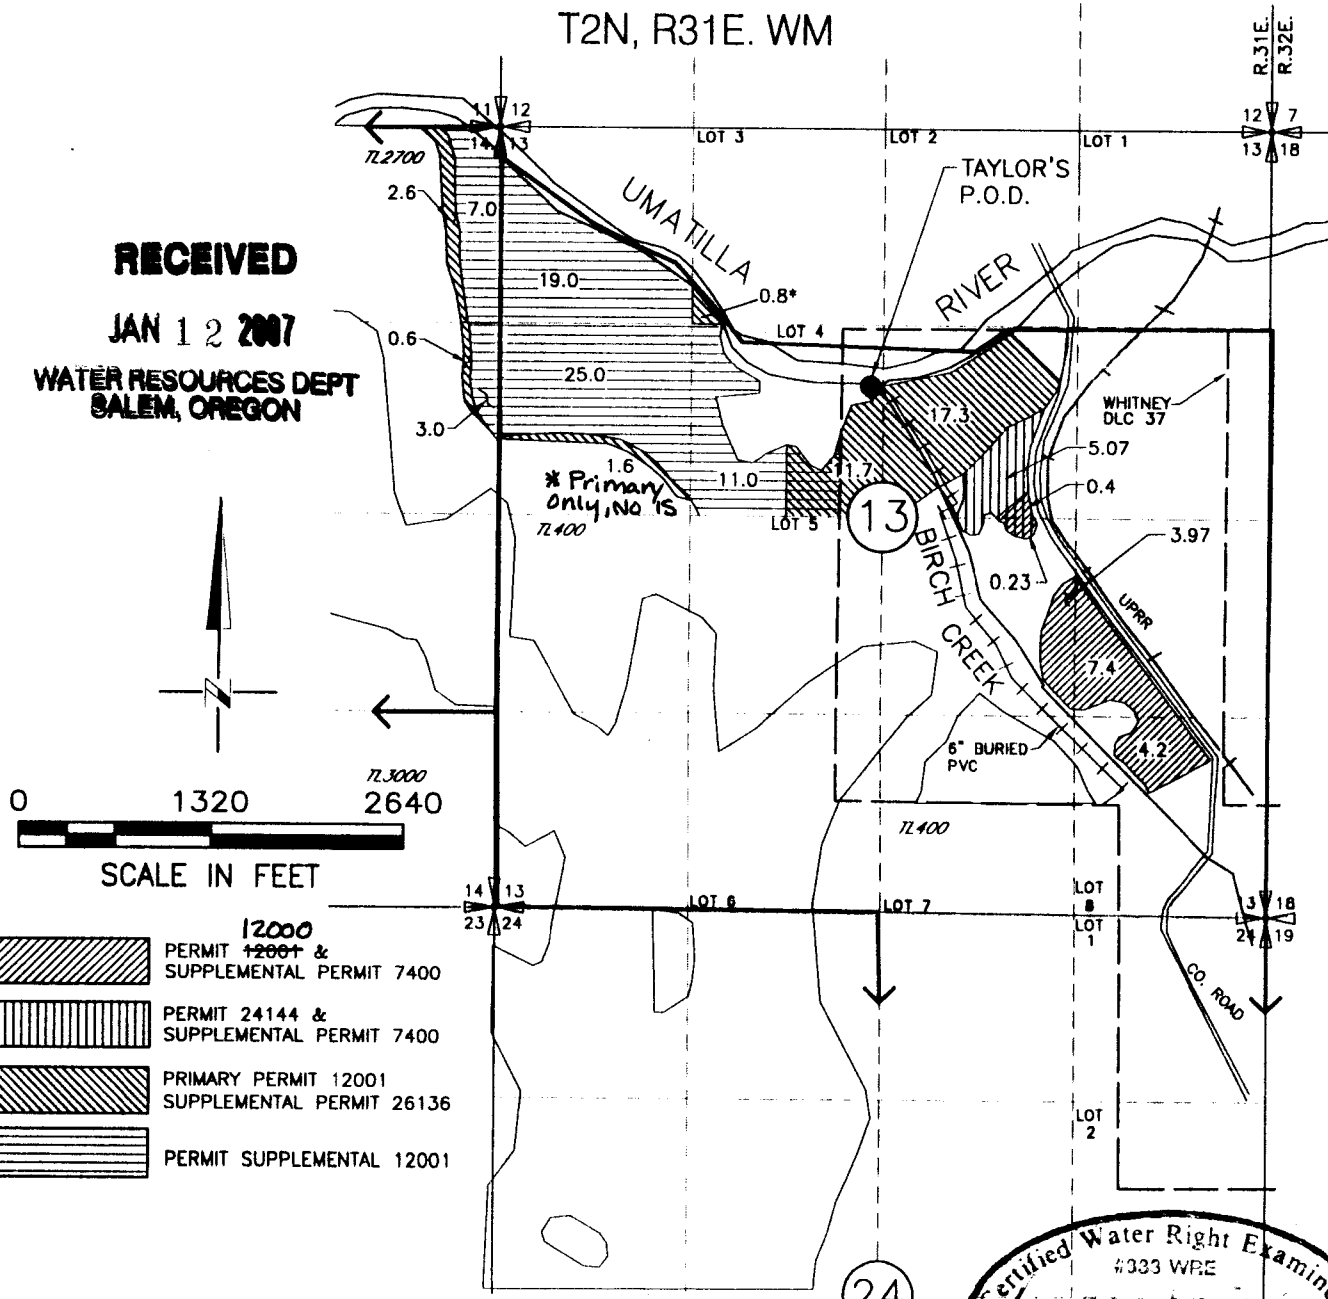 T2N, R31E. WM
R.31E.
R.32E.
11 12
14 13
12 7
13 18
LOT 3
LOT 2
LOT 1
TL2700
TAYLOR'S
P.O.D.
2.6
7.0
UMATILLA
RIVER
RECEIVED
JAN 12 2007
WATER RESOURCES DEPT
SALEM, OREGON
19.0
0.8*
LOT 4
0.6
25.0
WHITNEY
DLC 37
17.3
3.0
5.07
1.6
11.0
11.7
0.4
* Primary
only, No IS
TL400
LOT 5
13
3.97
BIRCH CREEK
0.23
UPRR
7.4
4.2
6" BURIED
PVC
TL3000
0 1320 2640
SCALE IN FEET
TL400
14 13
23 24
LOT 6
LOT 7
LOT
8
LOT
1
3 18
24 19
CO. ROAD
12000
PERMIT 12001 &
SUPPLEMENTAL PERMIT 7400
PERMIT 24144 &
SUPPLEMENTAL PERMIT 7400
PRIMARY PERMIT 12001
SUPPLEMENTAL PERMIT 26136
PERMIT SUPPLEMENTAL 12001
LOT
2
24
Certified Water Right Examin
#333 WRE